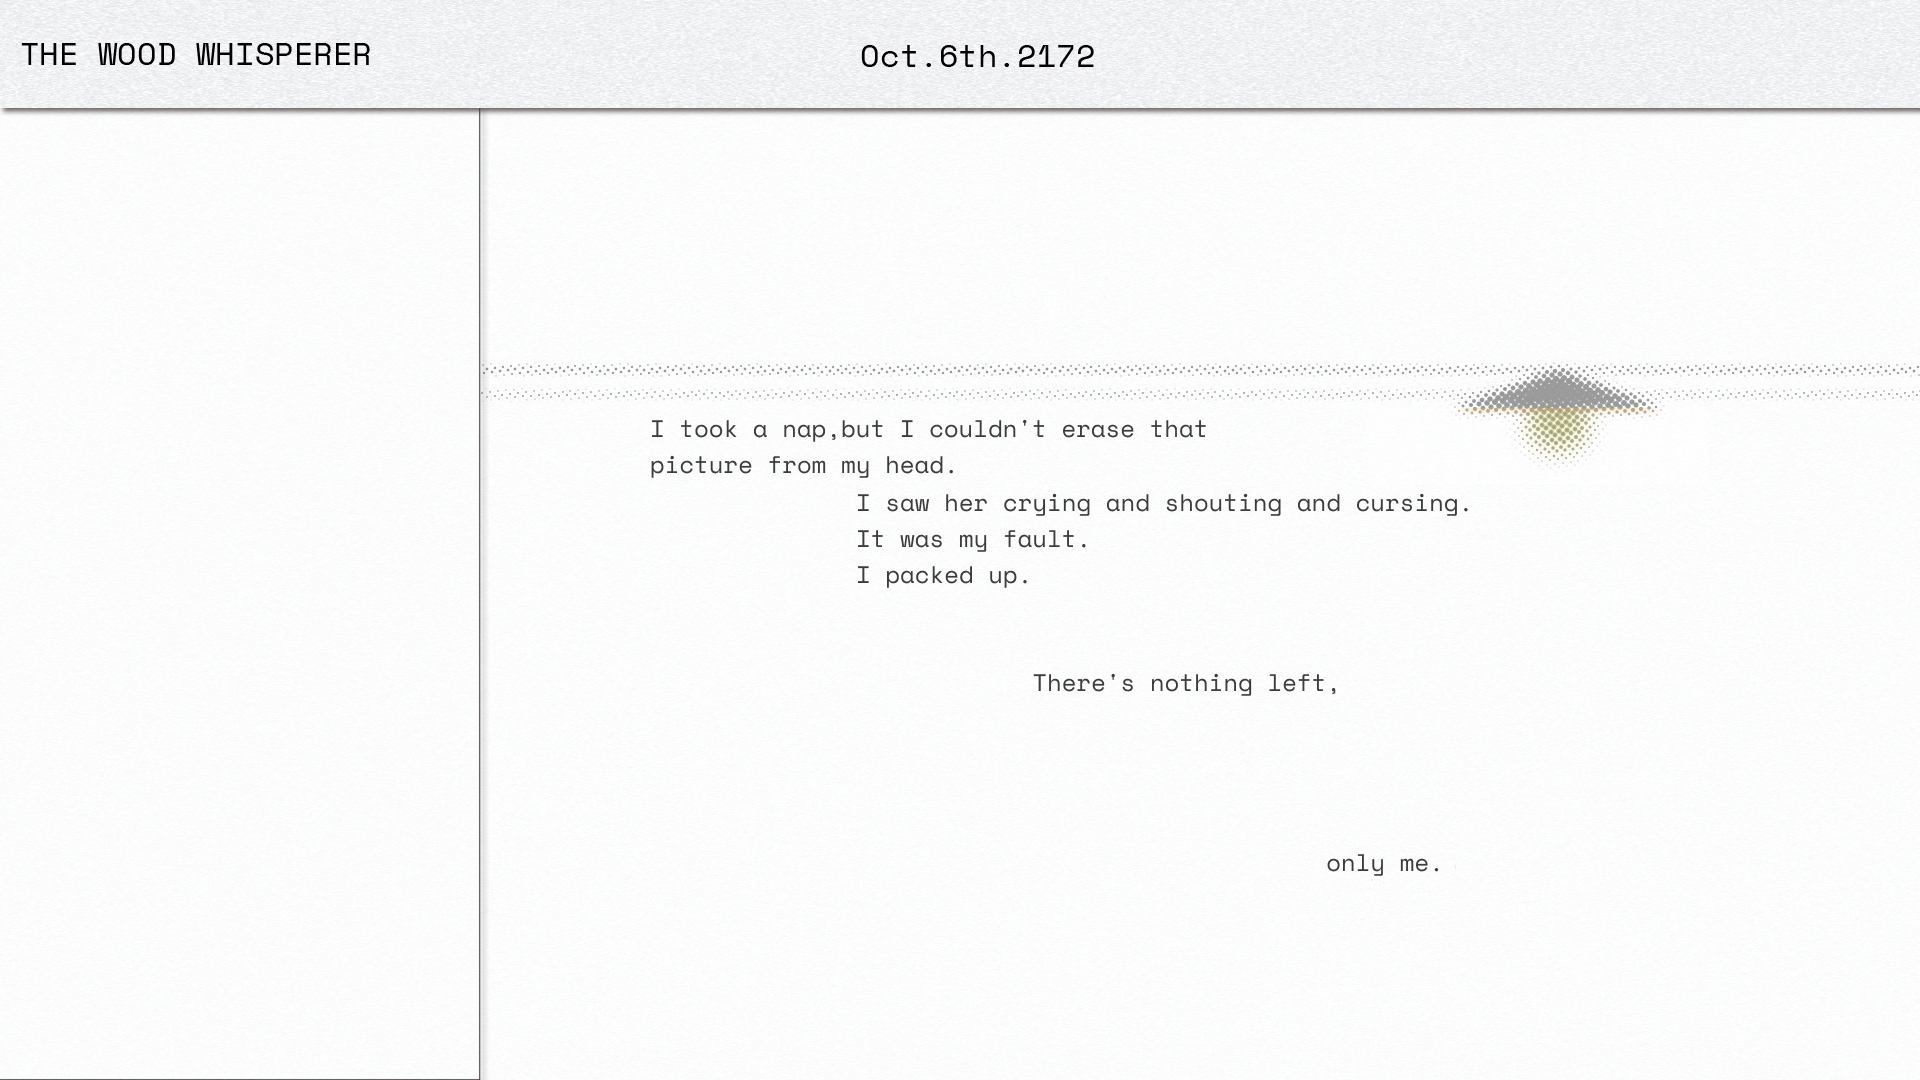 THE WOOD WHISPERER
Oct.6th.2172
I took a nap,but I couldn't erase that
picture from my head.
I saw her crying and shouting and cursing.
It was my fault.
I packed up.
There's nothing left,
only me.